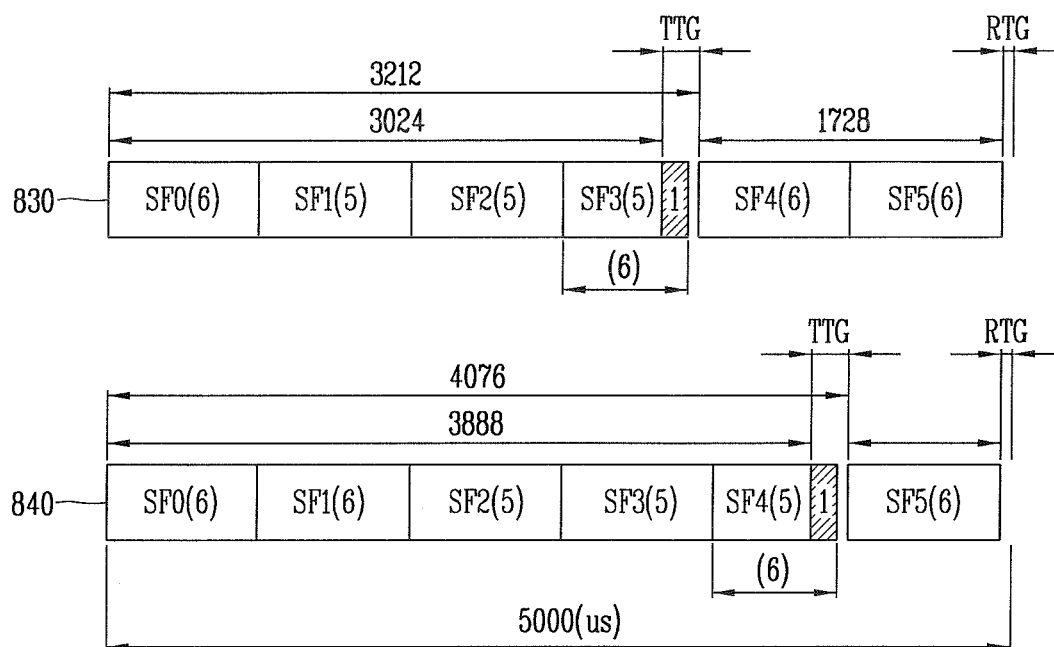 TTG RTG
3212
3024 1728
830 SF0(6) SF1(5) SF2(5) SF3(5) 1 SF4(6) SF5(6)
(6)
TTG RTG
4076
3888
840 SF0(6) SF1(6) SF2(5) SF3(5) SF4(5) 1 SF5(6)
(6)
5000(us)